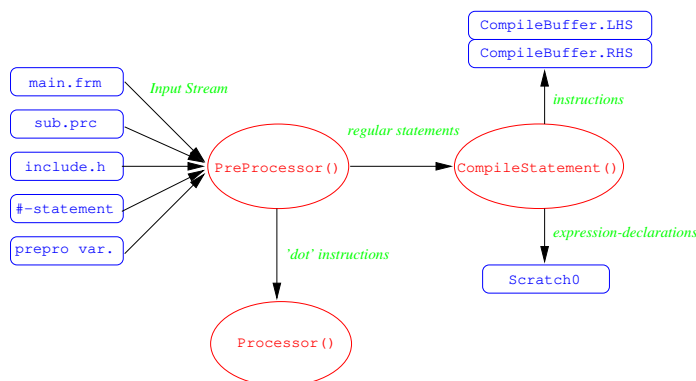 CompileBuffer.LHS
CompileBuffer.RHS
main.frm
Input Stream
instructions
sub.prc
regular statements
include.h
PreProcessor()
CompileStatement()
#-statement
prepro var.
expression-declarations
'dot' instructions
Scratch0
Processor()